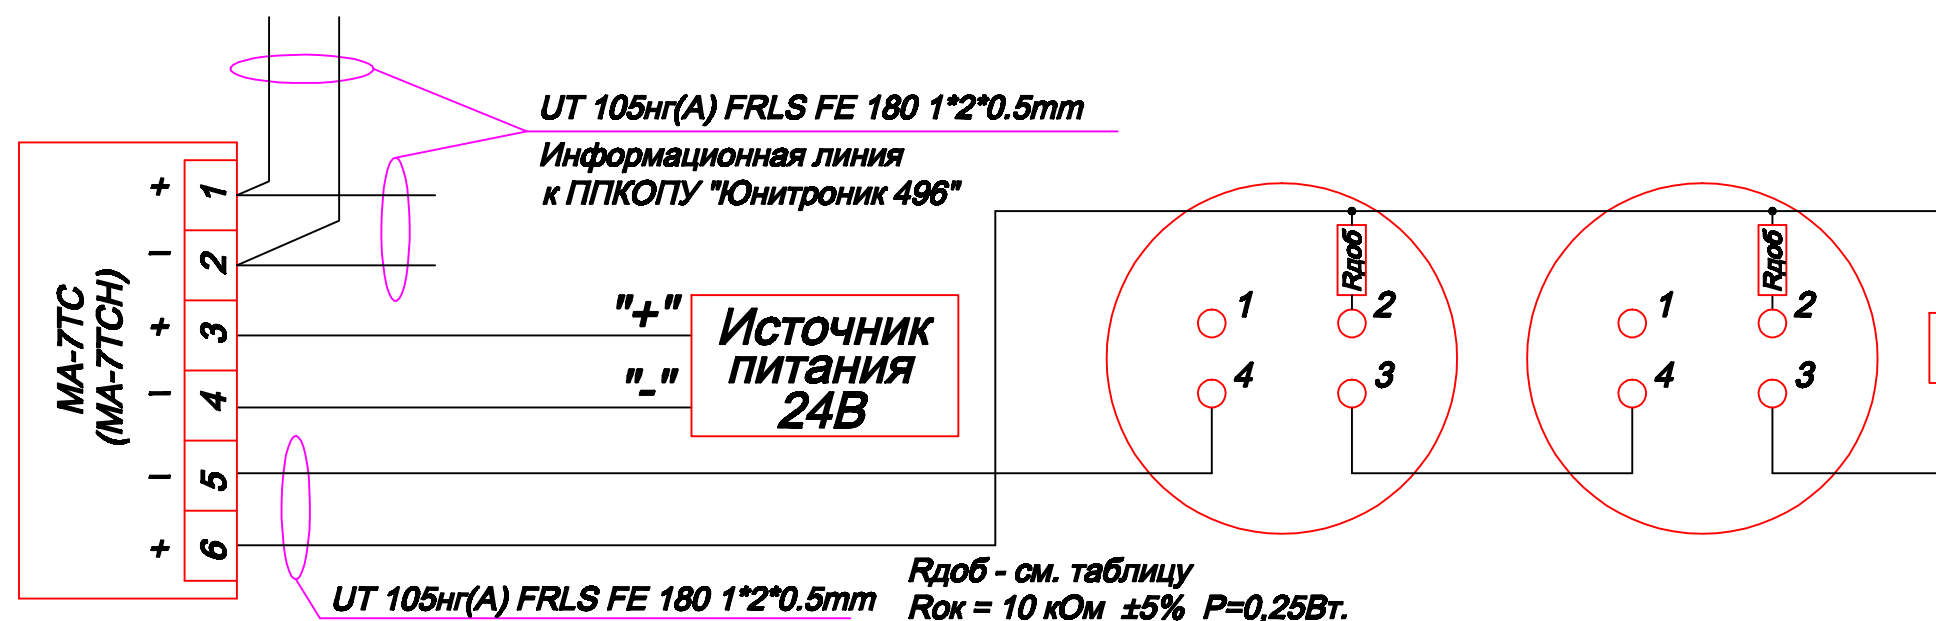 UT 105нг(А) FRLS FE 180 1*2*0.5mm
Информационная линия
к ППКОПУ "Юнитроник 496"
МА-7ТС
(МА-7ТСН)
+ 1
− 2
+ 3
− 4
− 5
+ 6
"+"
"-"
Источник
питания
24В
Rдоб
1 2
4 3
Rдоб
1 2
4 3
UT 105нг(А) FRLS FE 180 1*2*0.5mm
Rдоб - см. таблицу
Rок = 10 кОм ±5% P=0,25Вт.